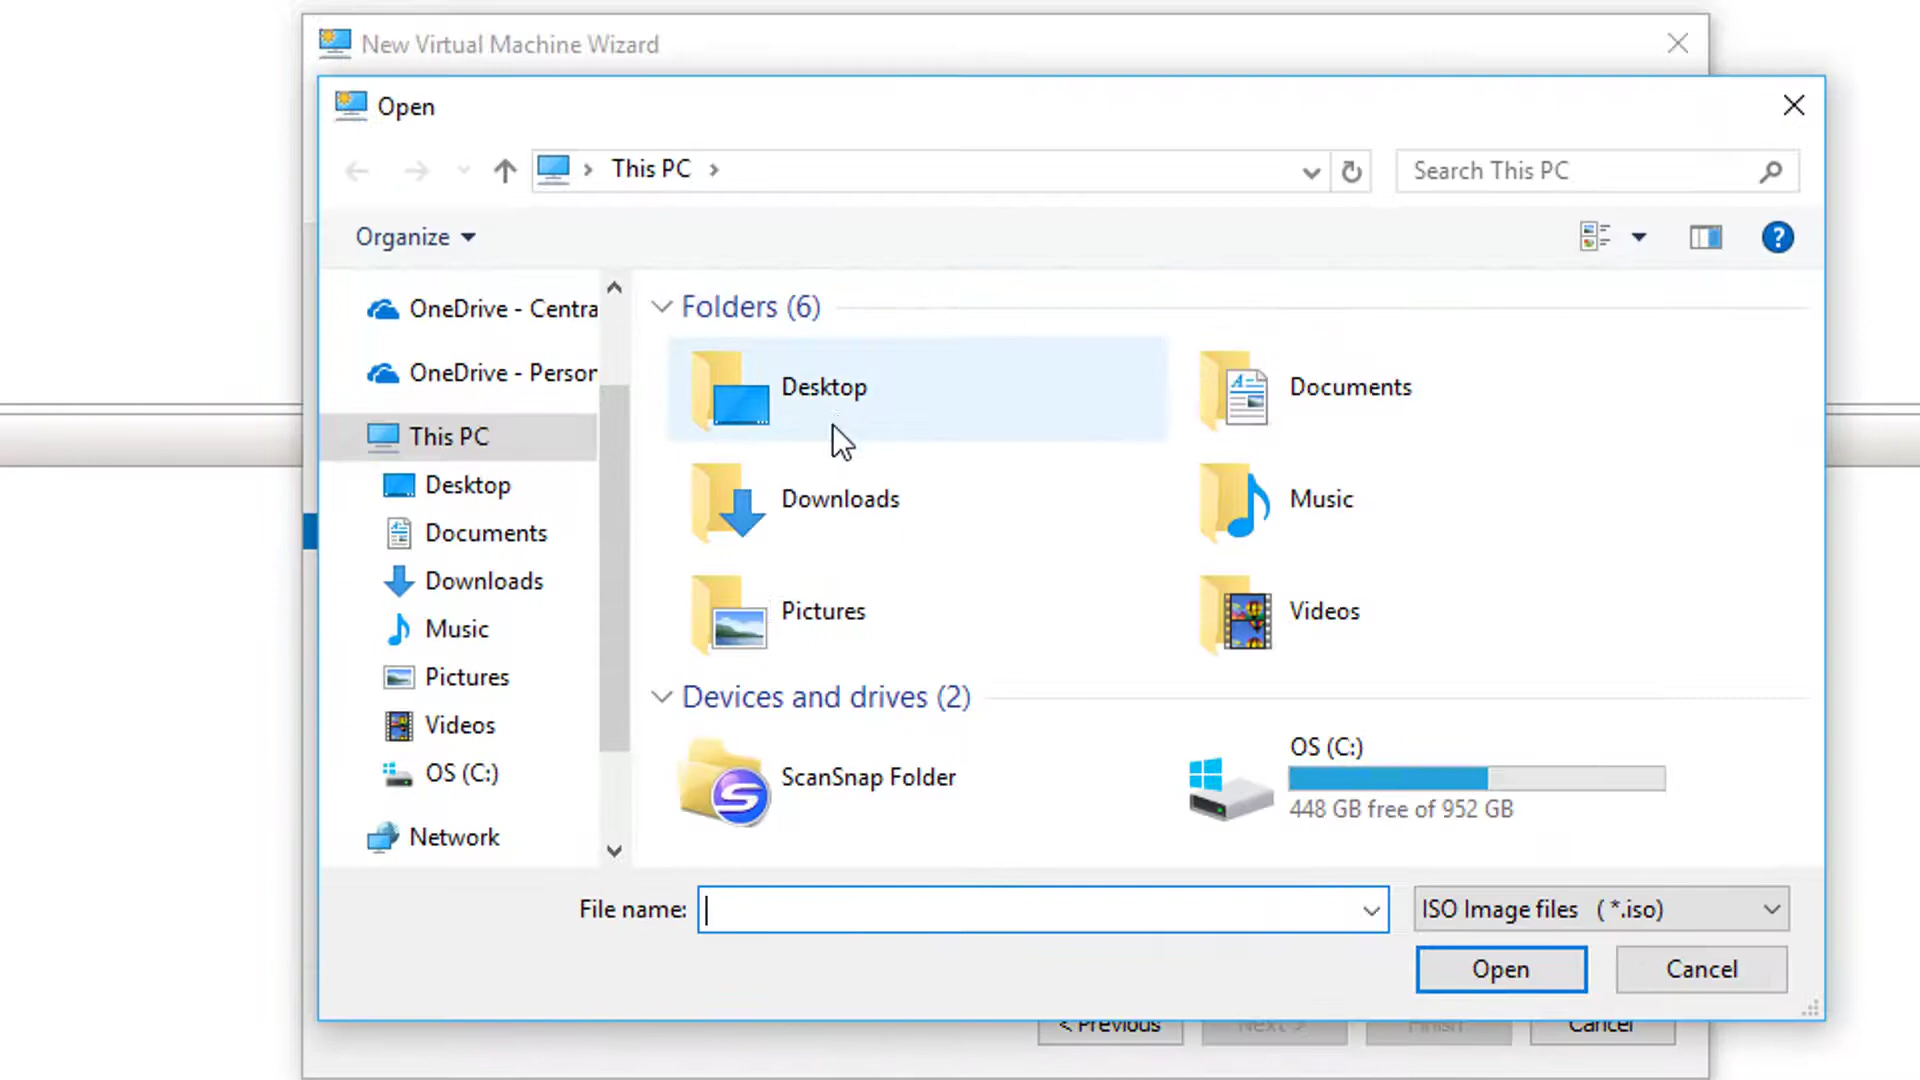 New Virtual Machine Wizard
Open
This PC
Search This PC
Organize
OneDrive - Centra
OneDrive - Person
This PC
Desktop
Documents
Downloads
Music
Pictures
Videos
OS (C:)
Network
Folders (6)
Desktop
Documents
Downloads
Music
Pictures
Videos
Devices and drives (2)
ScanSnap Folder
OS (C:)
448 GB free of 952 GB
File name:
ISO Image files ( *.iso)
Open
Cancel
< Previous
Next >
Finish
Cancel